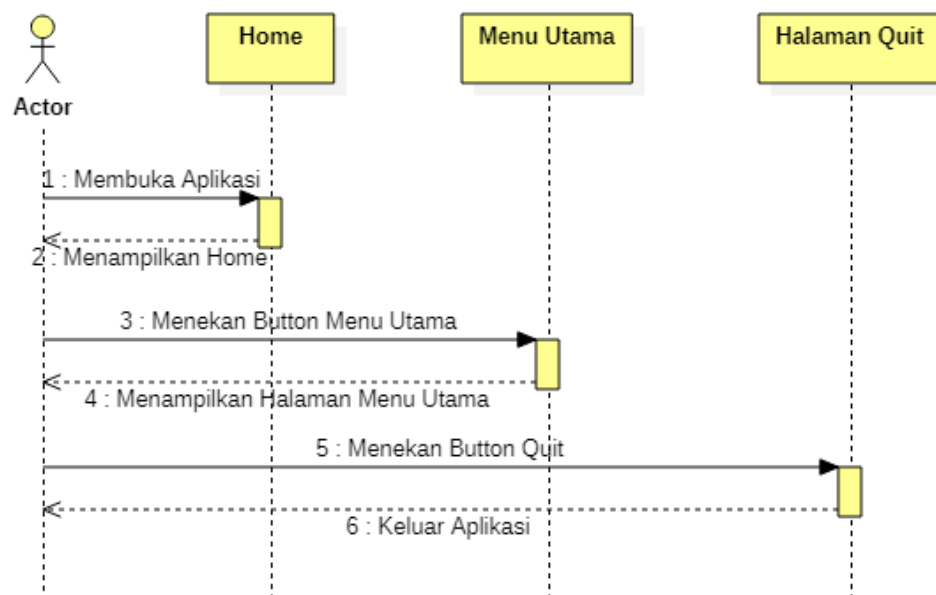 Home
Menu Utama
Halaman Quit
Actor
1 : Membuka Aplikasi
2 : Menampilkan Home
3 : Menekan Button Menu Utama
4 : Menampilkan Halaman Menu Utama
5 : Menekan Button Quit
6 : Keluar Aplikasi